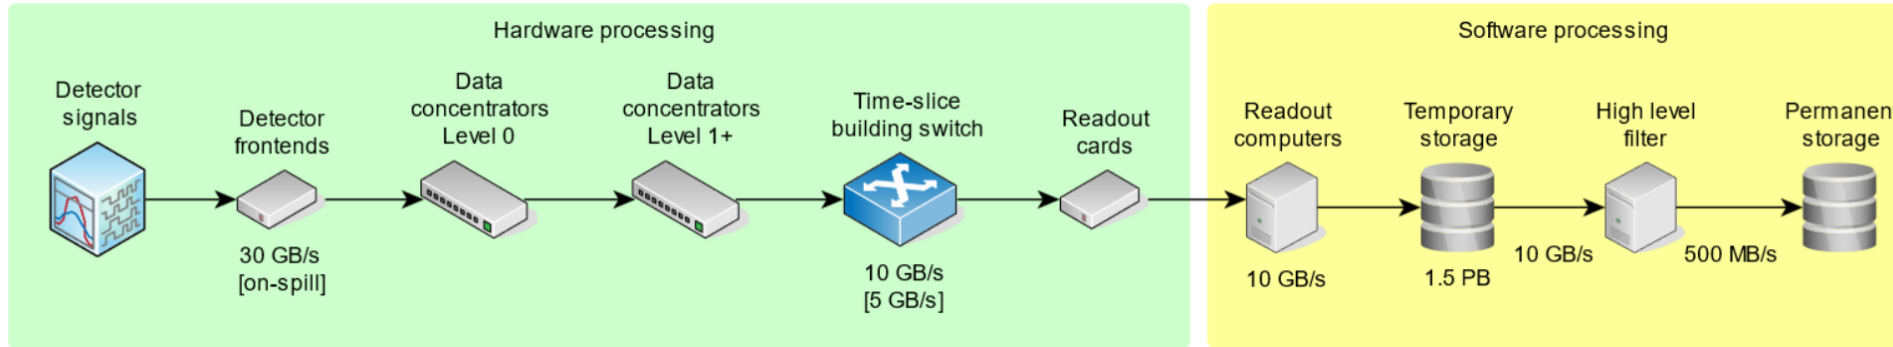 Hardware processing
Software processing
Detector
signals
Detector
frontends
30 GB/s
[on-spill]
Data
concentrators
Level 0
Data
concentrators
Level 1+
Time-slice
building switch
10 GB/s
[5 GB/s]
Readout
cards
Readout
computers
10 GB/s
Temporary
storage
1.5 PB
10 GB/s
High level
filter
500 MB/s
Permanen
storage